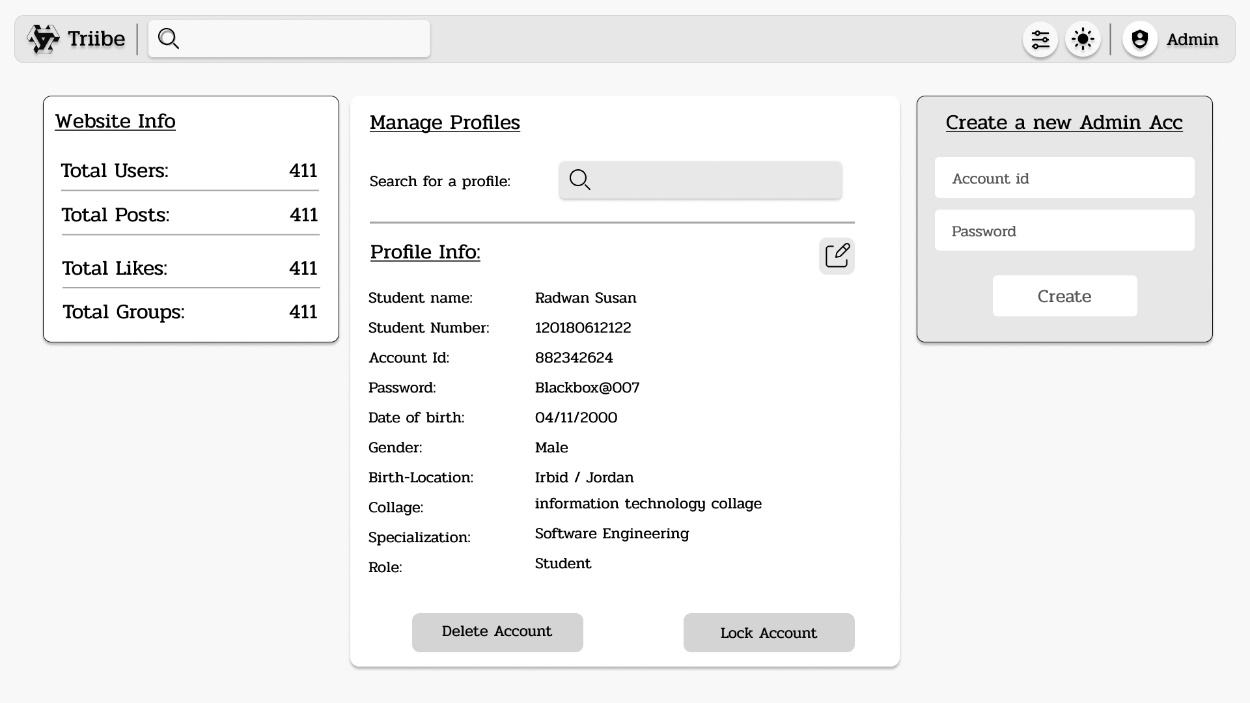 Triibe
Admin
Website Info
Total Users: 411
Total Posts: 411
Total Likes: 411
Total Groups: 411
Manage Profiles
Search for a profile:
Profile Info:
Student name: Radwan Susan
Student Number: 120180612122
Account Id: 882342624
Password: Blackbox@007
Date of birth: 04/11/2000
Gender: Male
Birth-Location: Irbid / Jordan
Collage: information technology collage
Specialization: Software Engineering
Role: Student
Delete Account
Lock Account
Create a new Admin Acc
Account id
Password
Create